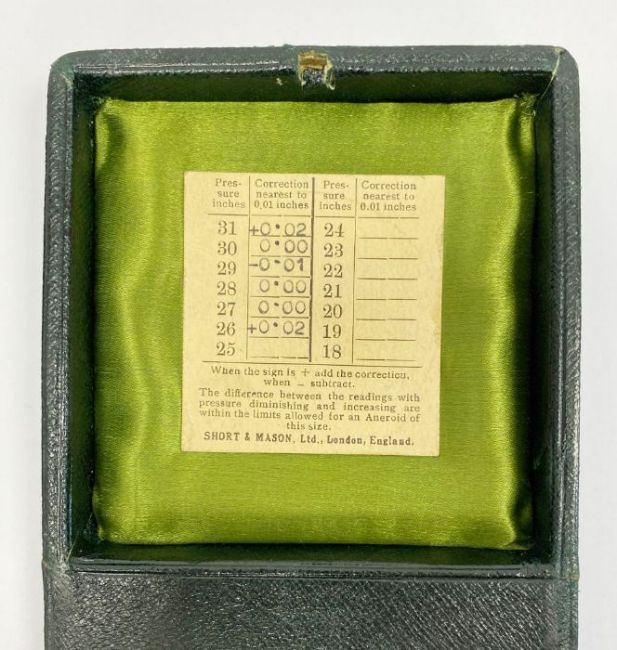 Pres- Correction Pres- Correction
sure nearest to sure nearest to
inches 0,01 inches inches 0.01 inches
31 +0·02 24
30 0·00 23
29 -0·01 22
28 0·00 21
27 0·00 20
26 +0·02 19
25 18
When the sign is + add the correction,
when – subtract.
The difference between the readings with
pressure diminishing and increasing are
within the limits allowed for an Aneroid of
this size.
SHORT & MASON, Ltd., London, England.